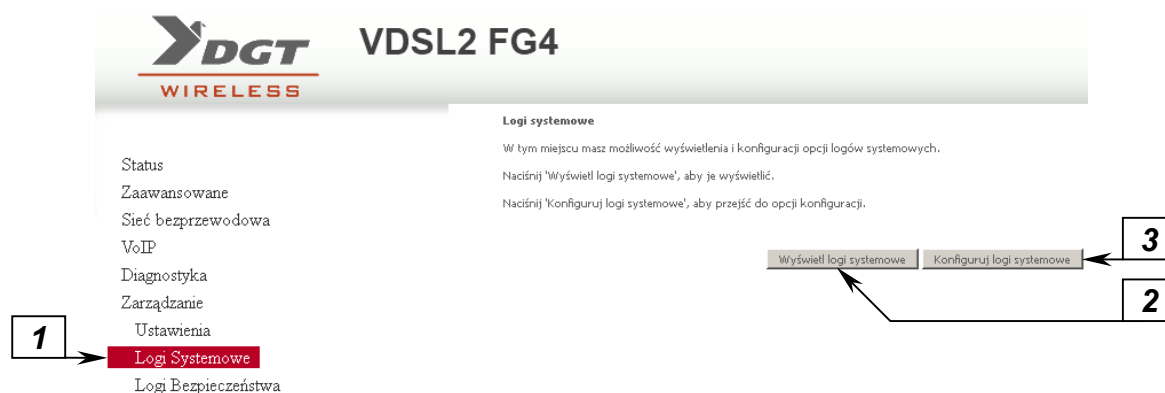 DGT
WIRELESS
VDSL2 FG4
Logi systemowe
W tym miejscu masz możliwość wyświetlenia i konfiguracji opcji logów systemowych.
Naciśnij 'Wyświetl logi systemowe', aby je wyświetlić.
Naciśnij 'Konfiguruj logi systemowe', aby przejść do opcji konfiguracji.
Wyświetl logi systemowe
Konfiguruj logi systemowe
3
2
Status
Zaawansowane
Sieć bezprzewodowa
VoIP
Diagnostyka
Zarządzanie
Ustawienia
1
Logi Systemowe
Logi Bezpieczeństwa